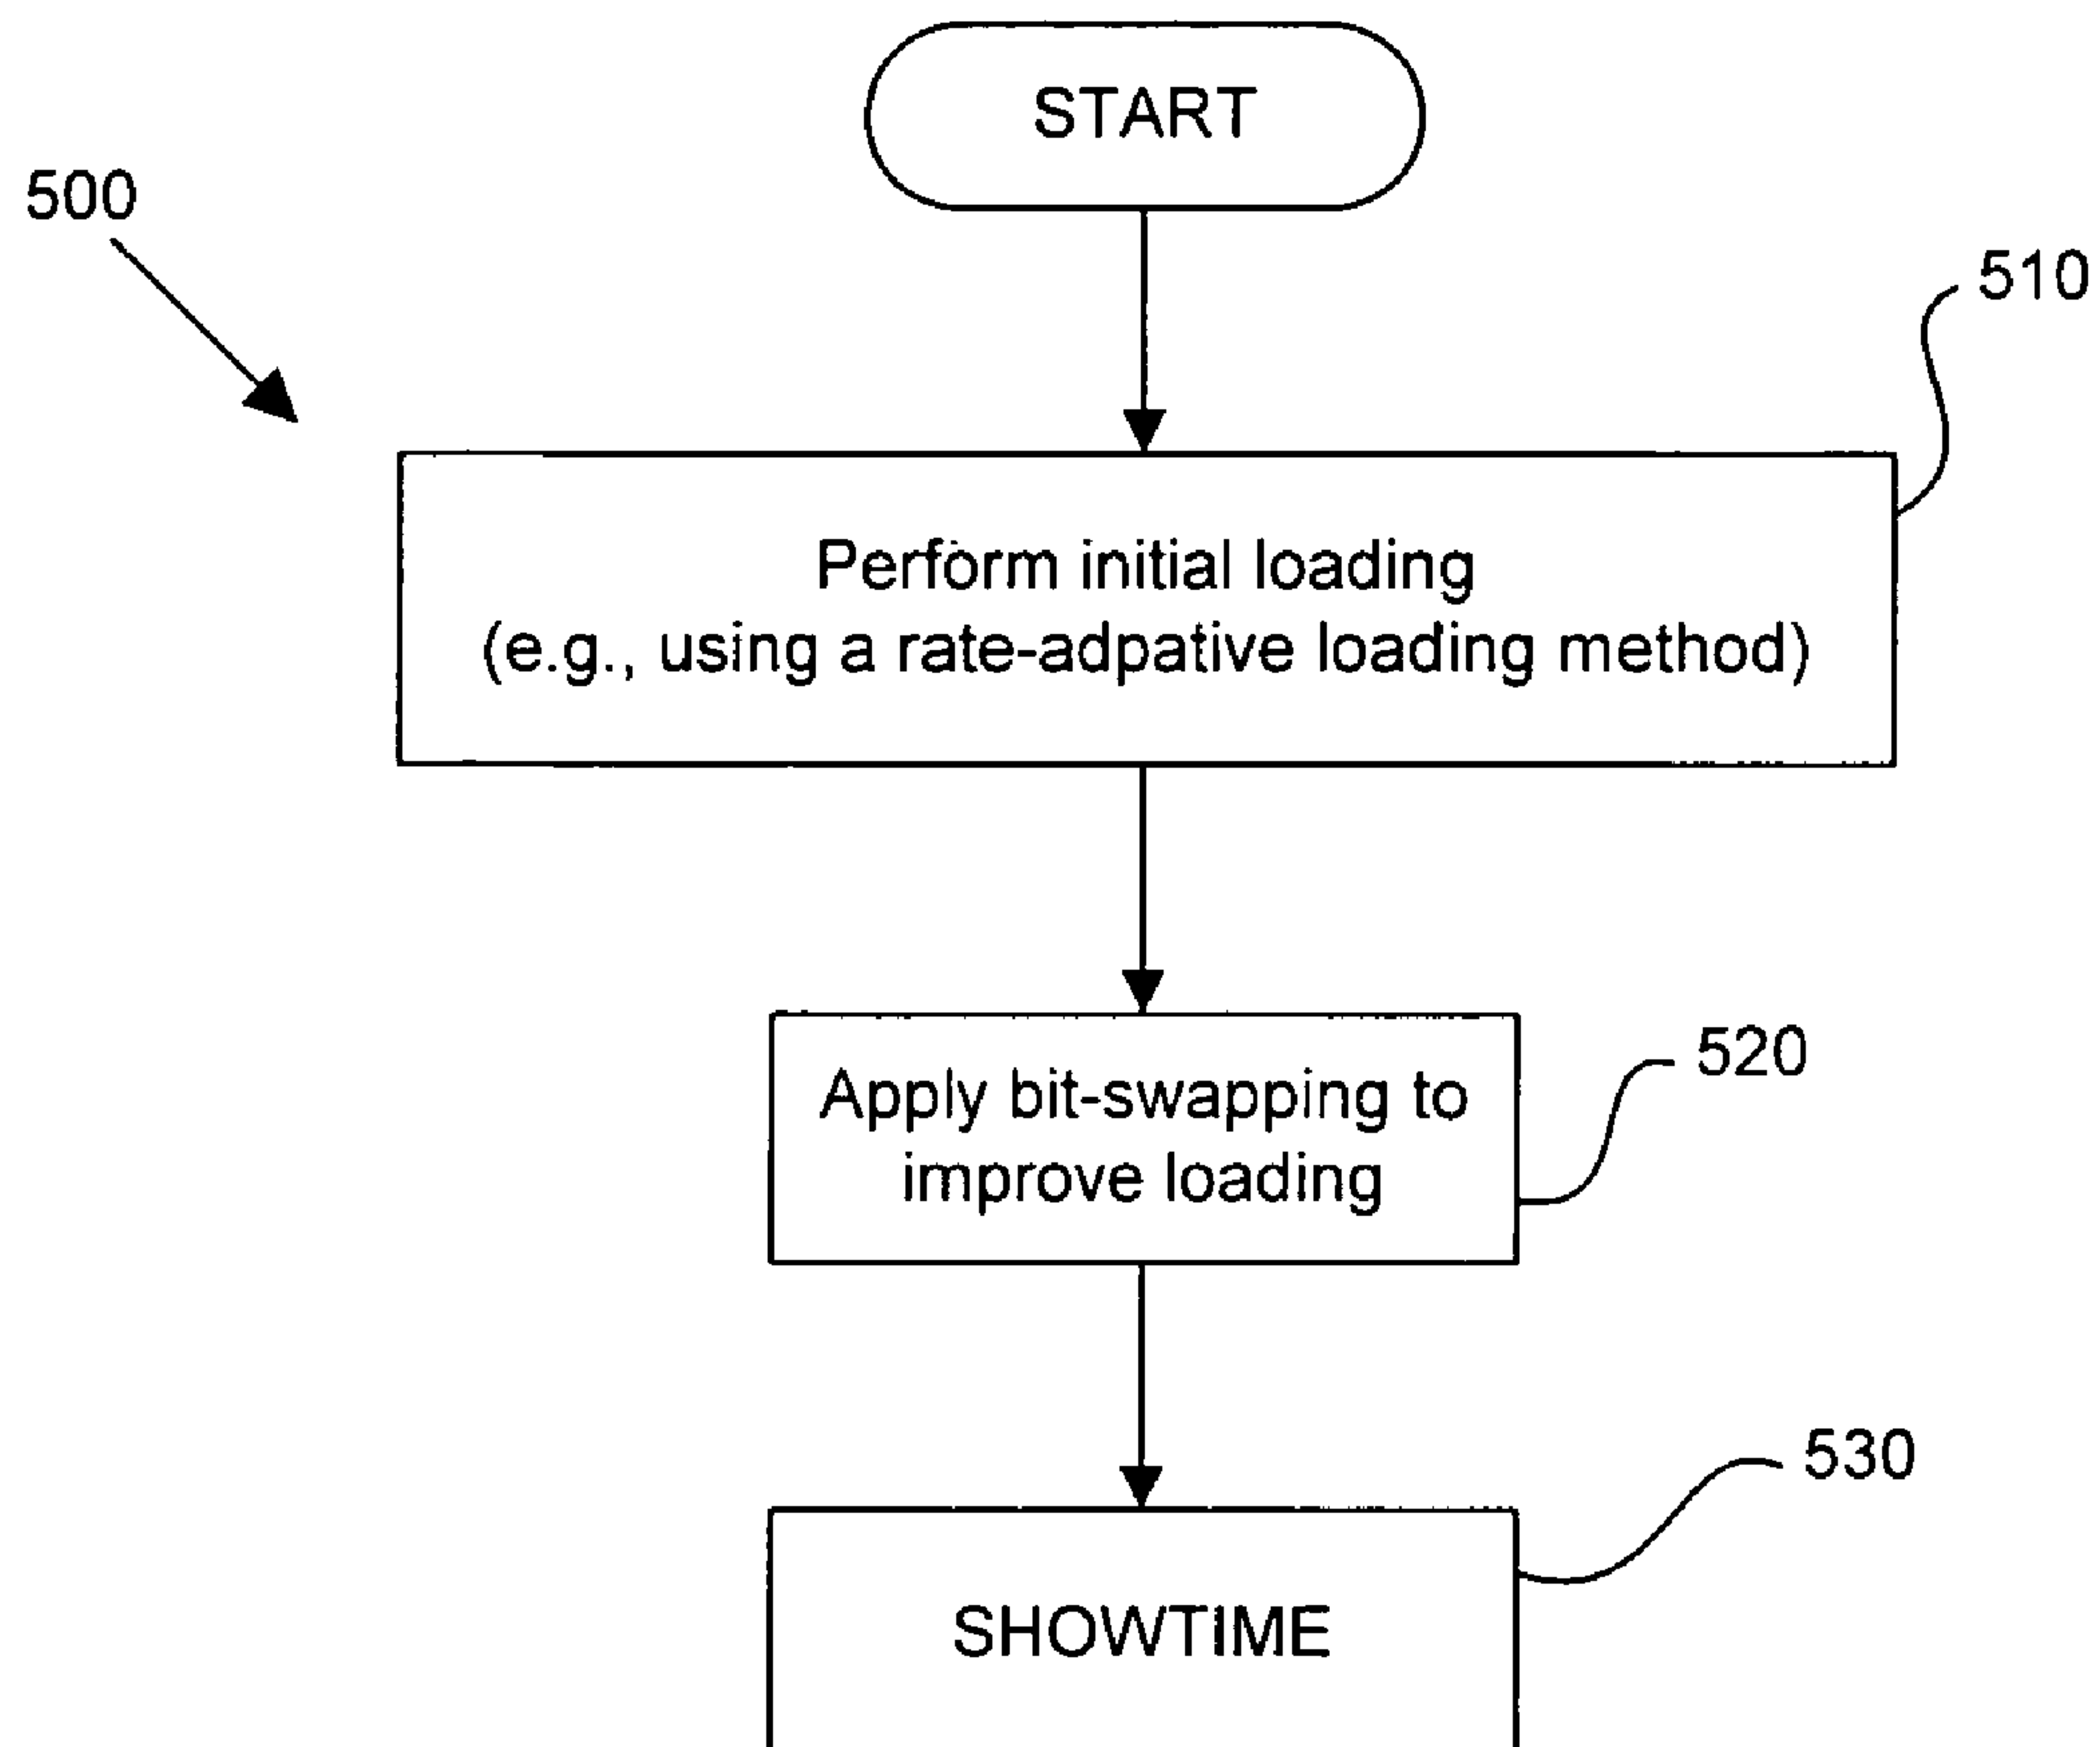 START
500
510
Perform initial loading
(e.g., using a rate-adpative loading method)
520
Apply bit-swapping to
improve loading
530
SHOWTIME